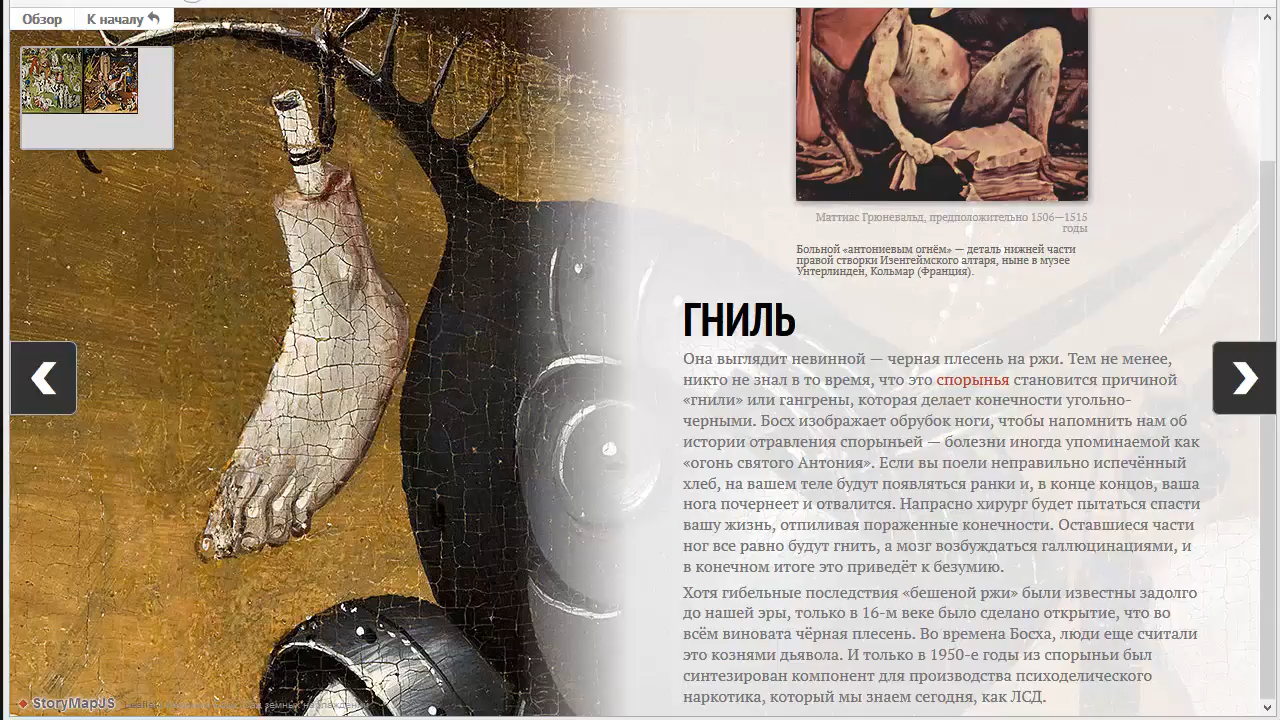 Обзор
К началу
Маттиас Грюневальд, предположительно 1506—1515
годы
Больной «антониевым огнём» — деталь нижней части
правой створки Изенгеймского алтаря, ныне в музее
Унтерлинден, Кольмар (Франция).
ГНИЛЬ
Она выглядит невинной — черная плесень на ржи. Тем не менее,
никто не знал в то время, что это спорынья становится причиной
«гнили» или гангрены, которая делает конечности угольно-
черными. Босх изображает обрубок ноги, чтобы напомнить нам об
истории отравления спорыньей — болезни иногда упоминаемой как
«огонь святого Антония». Если вы поели неправильно испечённый
хлеб, на вашем теле будут появляться ранки и, в конце концов, ваша
нога почернеет и отвалится. Напрасно хирург будет пытаться спасти
вашу жизнь, отпиливая пораженные конечности. Оставшиеся части
ног все равно будут гнить, а мозг возбуждаться галлюцинациями, и
в конечном итоге это приведёт к безумию.
Хотя гибельные последствия «бешеной ржи» были известны задолго
до нашей эры, только в 16-м веке было сделано открытие, что во
всём виновата чёрная плесень. Во времена Босха, люди еще считали
это кознями дьявола. И только в 1950-е годы из спорыньи был
синтезирован компонент для производства психоделического
наркотика, который мы знаем сегодня, как ЛСД.
StoryMapJS